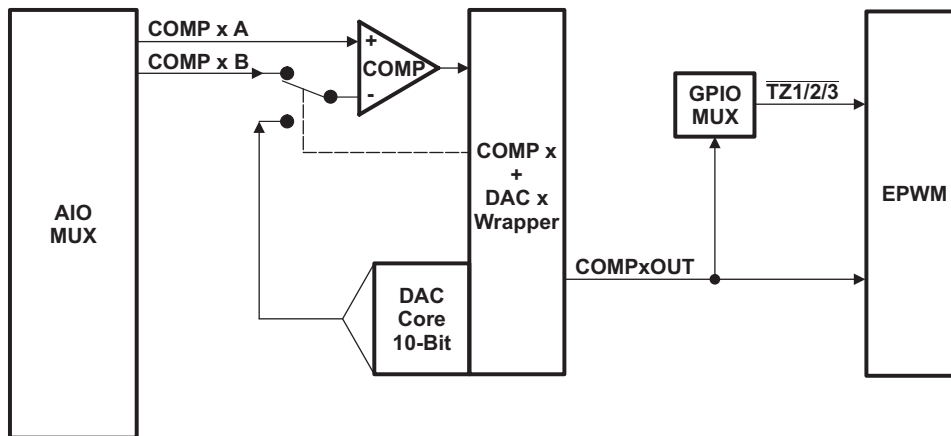 COMP x A
COMP x B
+
COMP
-
AIO
MUX
COMP x
+
DAC x
Wrapper
DAC
Core
10-Bit
COMPxOUT
GPIO
MUX
TZ1/2/3
EPWM